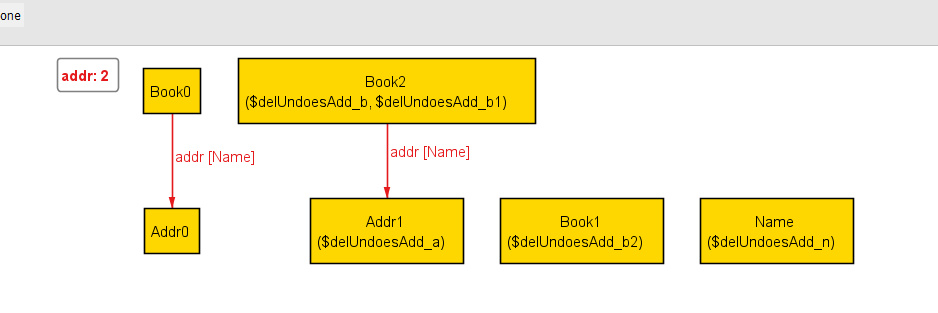 one
addr: 2
Book0
Book2
($delUndoesAdd_b, $delUndoesAdd_b1)
addr [Name]
addr [Name]
Addr0
Addr1
($delUndoesAdd_a)
Book1
($delUndoesAdd_b2)
Name
($delUndoesAdd_n)